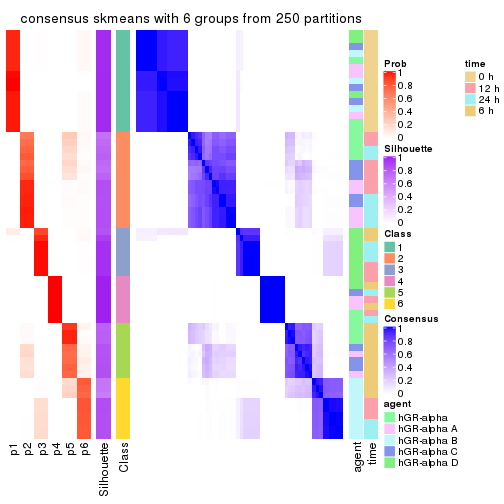 consensus skmeans with 6 groups from 250 partitions
Prob
1
0.8
0.6
0.4
0.2
0
time
0 h
12 h
24 h
6 h
Silhouette
1
0.8
0.6
0.4
0.2
0
Class
1
2
3
4
5
6
Consensus
1
0.8
0.6
0.4
0.2
0
agent
hGR-alpha
hGR-alpha A
hGR-alpha B
hGR-alpha C
hGR-alpha D
p1
p2
p3
p4
p5
p6
Silhouette
Class
agent
time